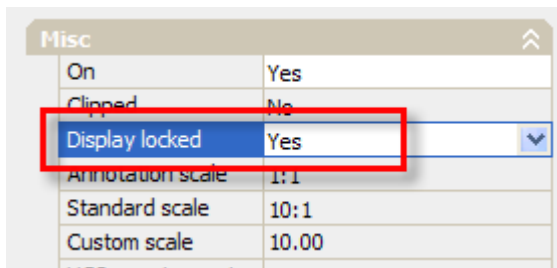 Misc
On Yes
Clipped No
Display locked Yes
Annotation scale 1:1
Standard scale 10:1
Custom scale 10.00